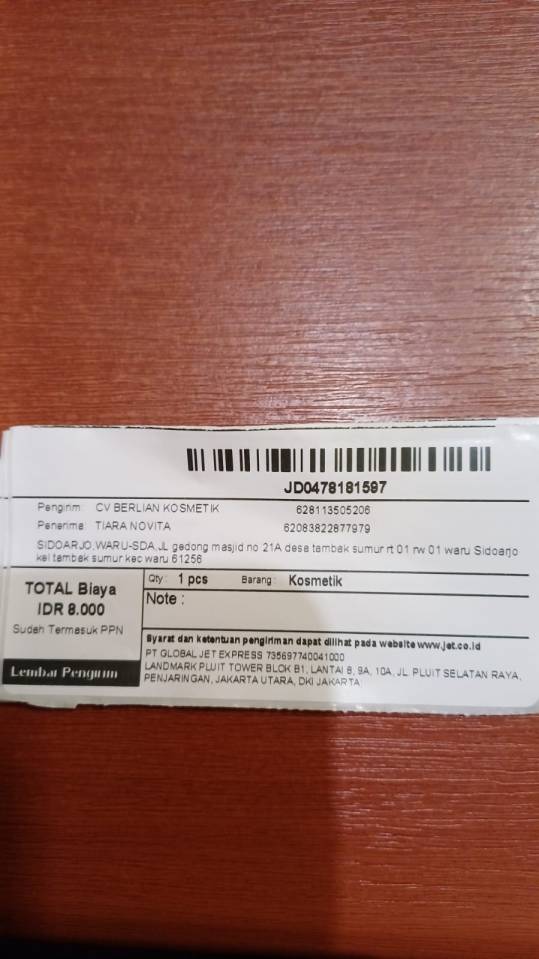 JD0478181597
Pengirim: CV BERLIAN KOSMETIK 628113505206
Penerima: TIARA NOVITA 62083822877979
SIDOARJO,WARU-SDA,JL gedong masjid no 21A desa tambak sumur rt 01 rw 01 waru Sidoarjo
kel tambak sumur kec waru 61256
TOTAL Biaya
IDR 8.000
Sudah Termasuk PPN
Lembar Pengirim
Qty : 1 pcs Barang : Kosmetik
Note :
Syarat dan ketentuan pengiriman dapat dilihat pada website www.jet.co.id
PT GLOBAL JET EXPRESS 735697740041000
LANDMARK PLUIT TOWER BLOK B1, LANTAI 8, 9A, 10A, JL. PLUIT SELATAN RAYA,
PENJARINGAN, JAKARTA UTARA, DKI JAKARTA